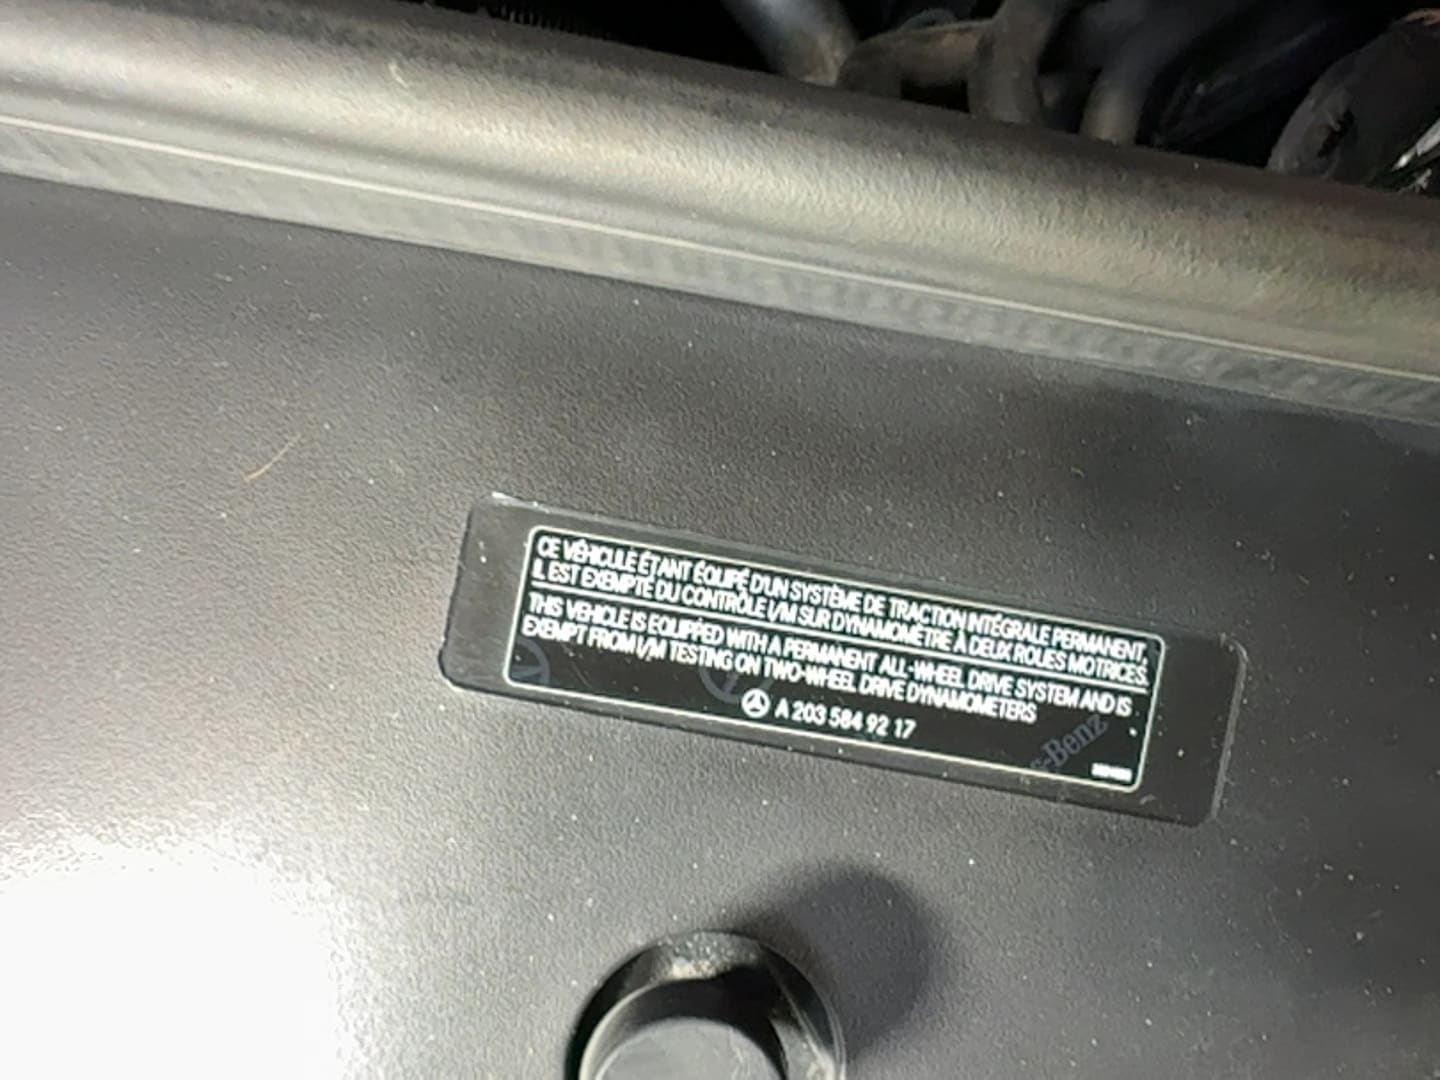 CE VÉHICULE ÉTANT ÉQUIPÉ D'UN SYSTÈME DE TRACTION INTÉGRALE PERMANENT,
IL EST EXEMPTÉ DU CONTRÔLE I/M SUR DYNAMOMÈTRE À DEUX ROUES MOTRICES.
THIS VEHICLE IS EQUIPPED WITH A PERMANENT ALL-WHEEL DRIVE SYSTEM AND IS
EXEMPT FROM I/M TESTING ON TWO-WHEEL DRIVE DYNAMOMETERS
A 203 584 92 17
s-Benz